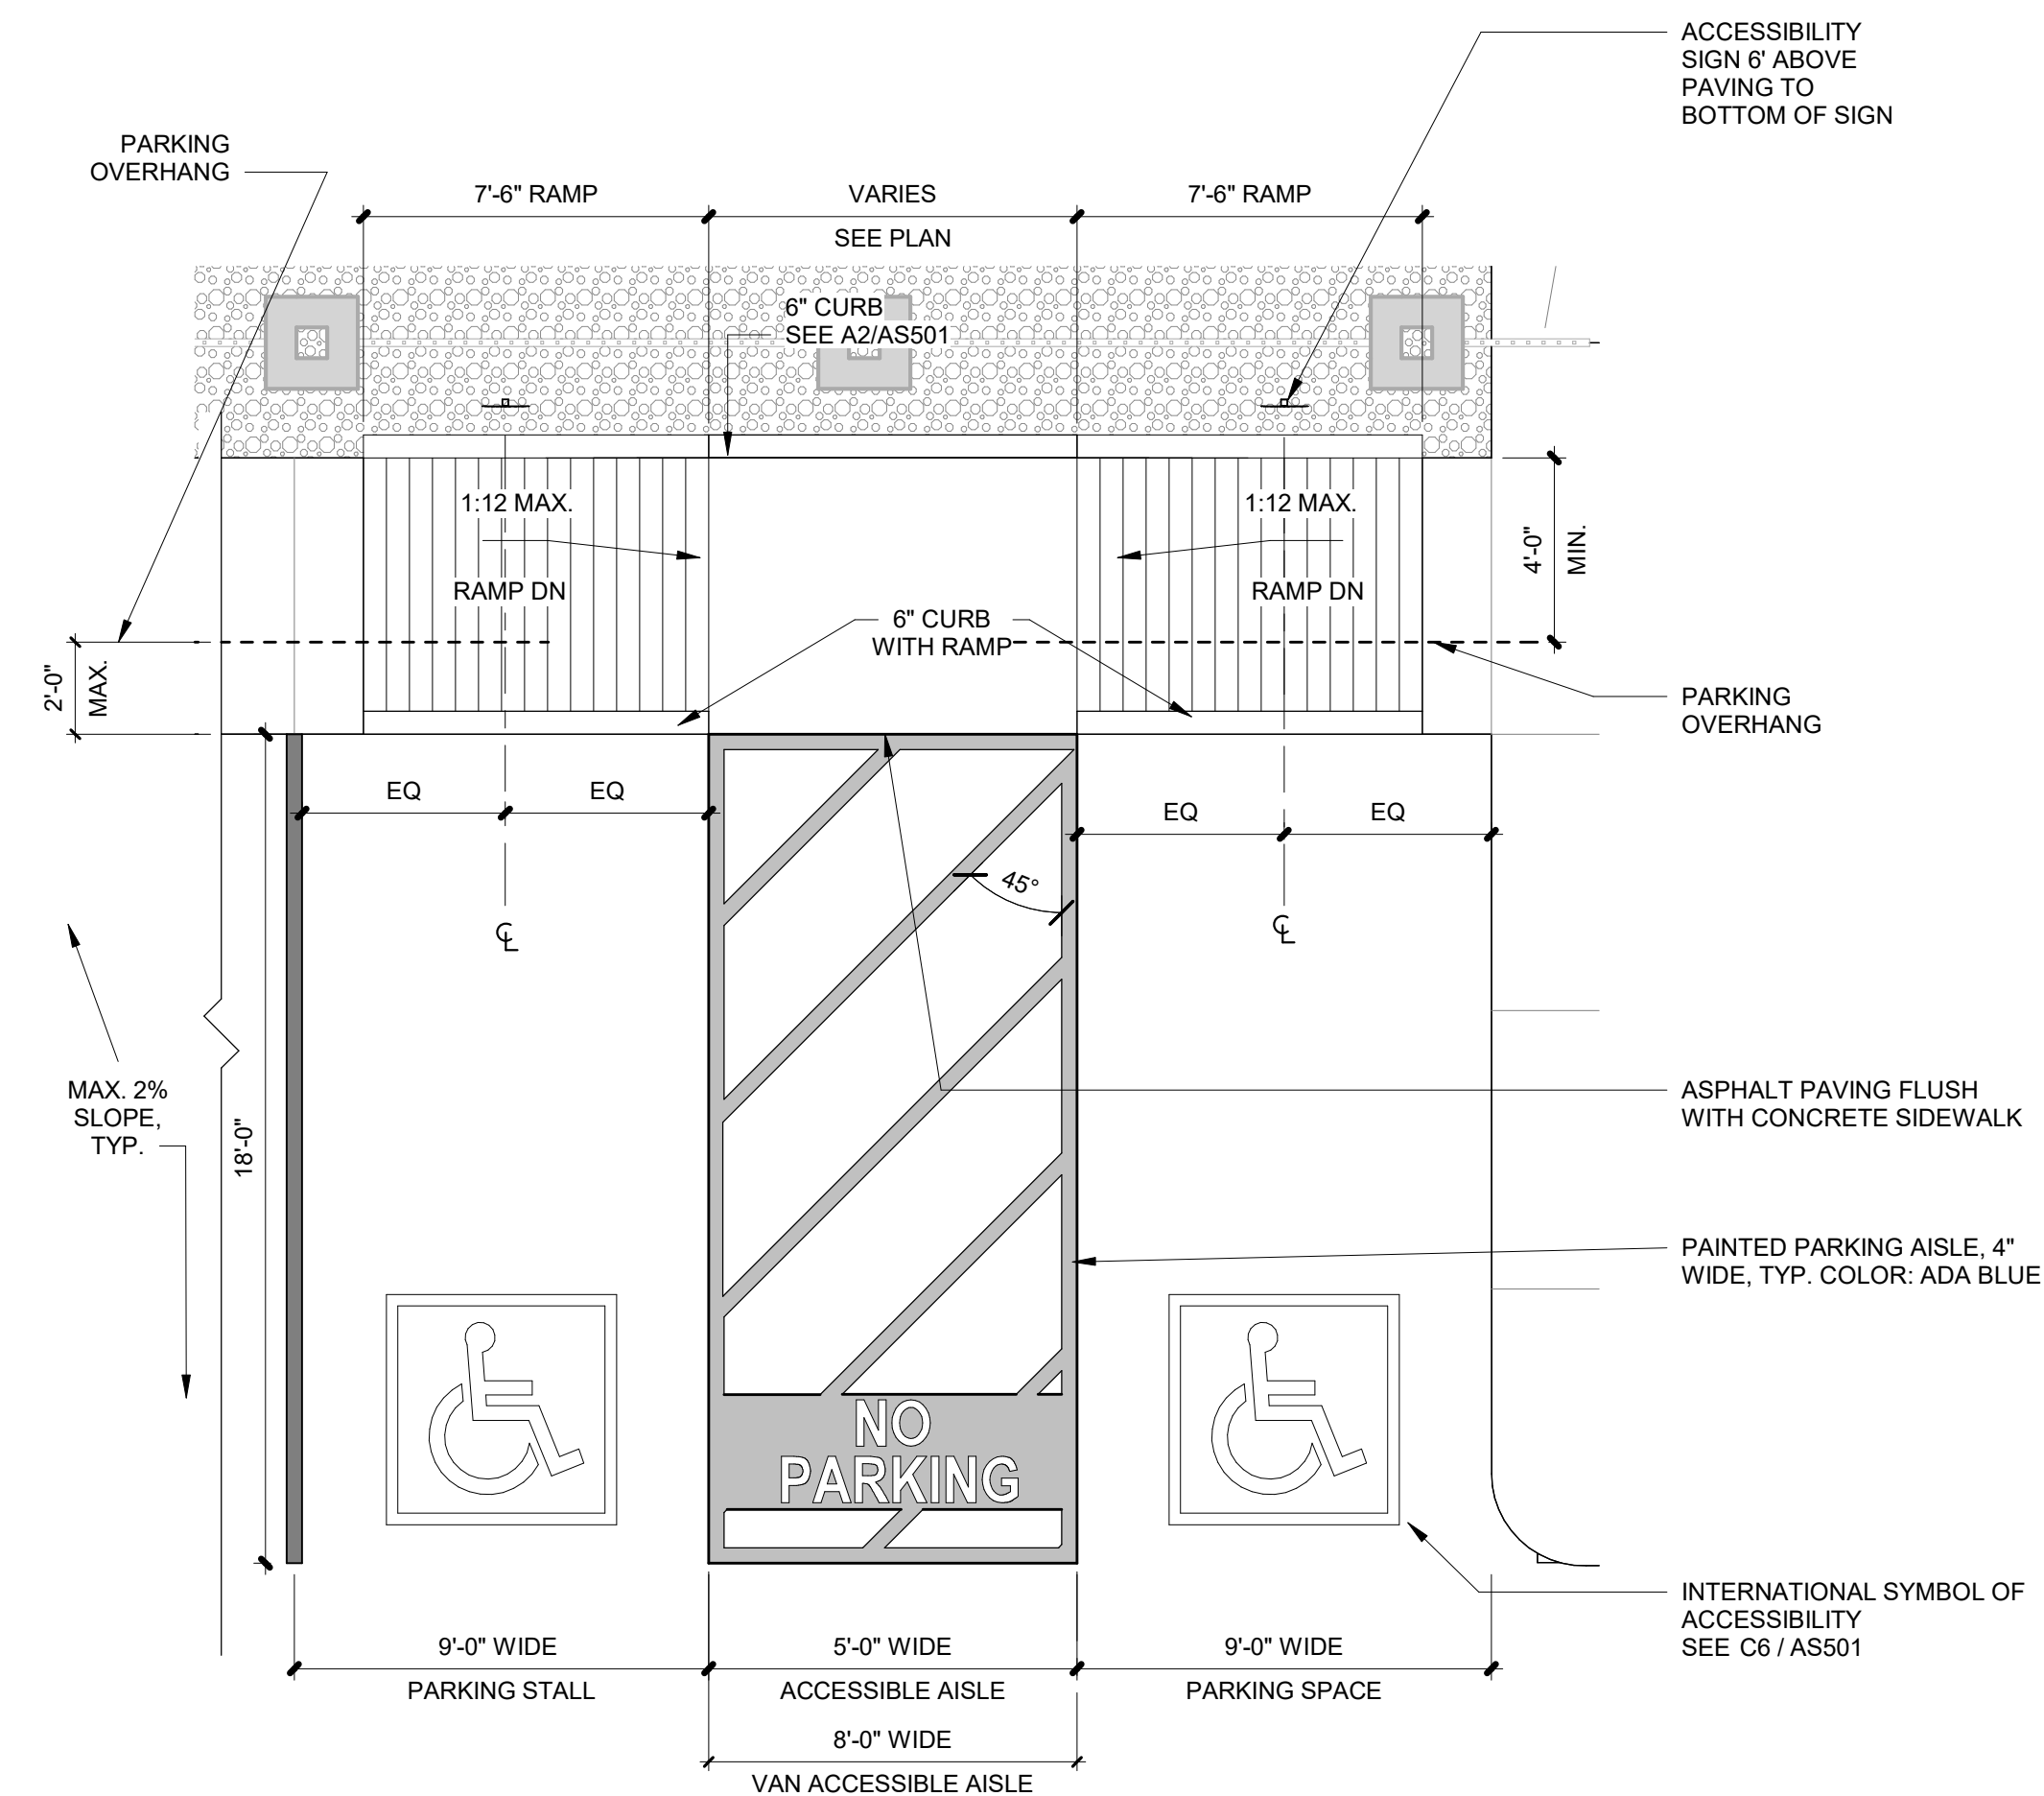 ACCESSIBILITY
SIGN 6' ABOVE
PAVING TO
BOTTOM OF SIGN
PARKING
OVERHANG
7'-6" RAMP
VARIES
7'-6" RAMP
SEE PLAN
6" CURB
SEE A2/AS501
1:12 MAX.
1:12 MAX.
4'-0"
MIN.
RAMP DN
RAMP DN
6" CURB
WITH RAMP
2'-0"
MAX.
PARKING
OVERHANG
EQ
EQ
EQ
EQ
45°
℄
℄
MAX. 2%
SLOPE,
TYP.
18'-0"
ASPHALT PAVING FLUSH
WITH CONCRETE SIDEWALK
PAINTED PARKING AISLE, 4"
WIDE, TYP. COLOR: ADA BLUE
NO
PARKING
INTERNATIONAL SYMBOL OF
ACCESSIBILITY
SEE C6 / AS501
9'-0" WIDE
5'-0" WIDE
9'-0" WIDE
PARKING STALL
ACCESSIBLE AISLE
PARKING SPACE
8'-0" WIDE
VAN ACCESSIBLE AISLE